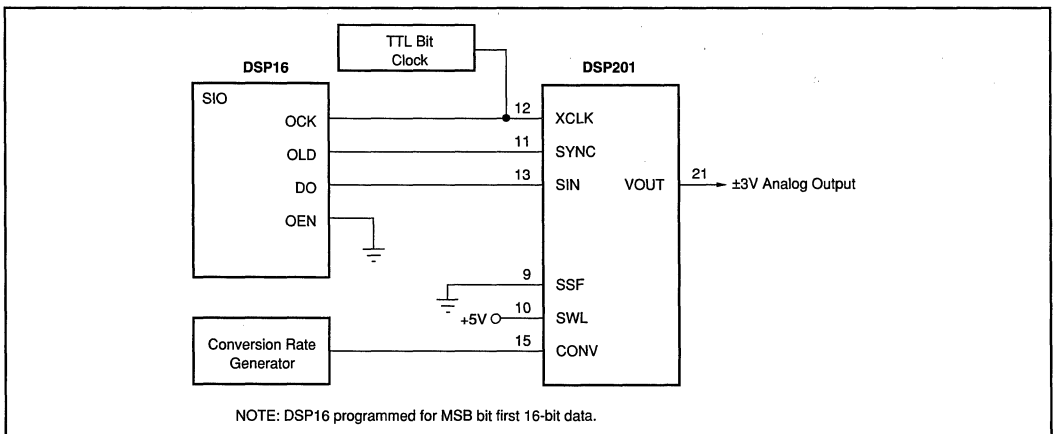 TTL Bit
Clock
DSP16
DSP201
SIO
OCK
12
XCLK
OLD
11
SYNC
DO
13
SIN
VOUT
21
±3V Analog Output
OEN
9
SSF
+5V
10
SWL
Conversion Rate
Generator
15
CONV
NOTE: DSP16 programmed for MSB bit first 16-bit data.